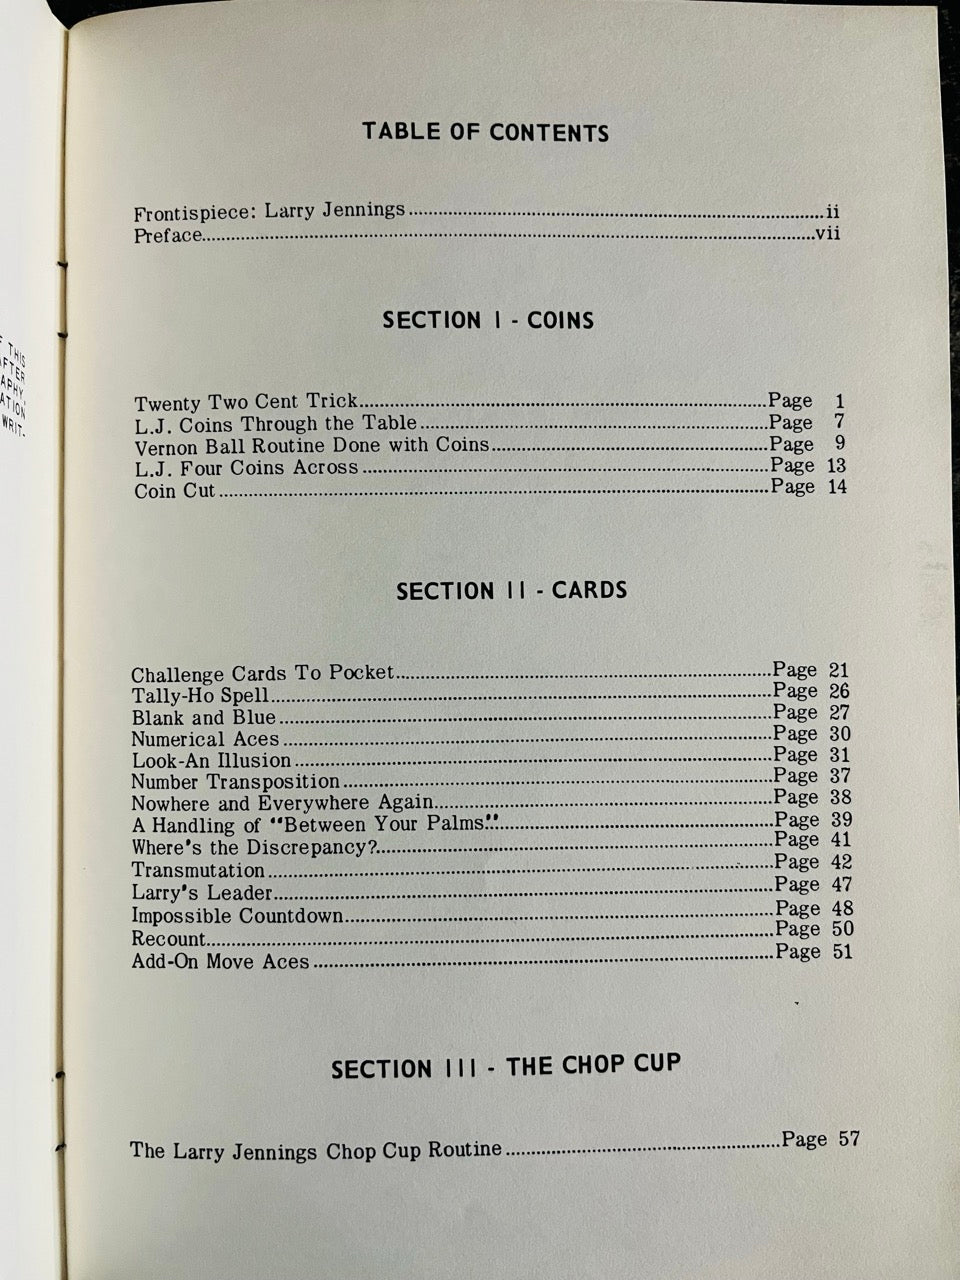 TABLE OF CONTENTS
Frontispiece: Larry Jennings ii
Preface vii
SECTION I - COINS
Twenty Two Cent Trick Page 1
L.J. Coins Through the Table Page 7
Vernon Ball Routine Done with Coins Page 9
L.J. Four Coins Across Page 13
Coin Cut Page 14
SECTION II - CARDS
Challenge Cards To Pocket Page 21
Tally-Ho Spell Page 26
Blank and Blue Page 27
Numerical Aces Page 30
Look-An Illusion Page 31
Number Transposition Page 37
Nowhere and Everywhere Again Page 38
A Handling of "Between Your Palms" Page 39
Where's the Discrepancy? Page 41
Transmutation Page 42
Larry's Leader Page 47
Impossible Countdown Page 48
Recount Page 50
Add-On Move Aces Page 51
SECTION III - THE CHOP CUP
The Larry Jennings Chop Cup Routine Page 57
THIS
WRIT-